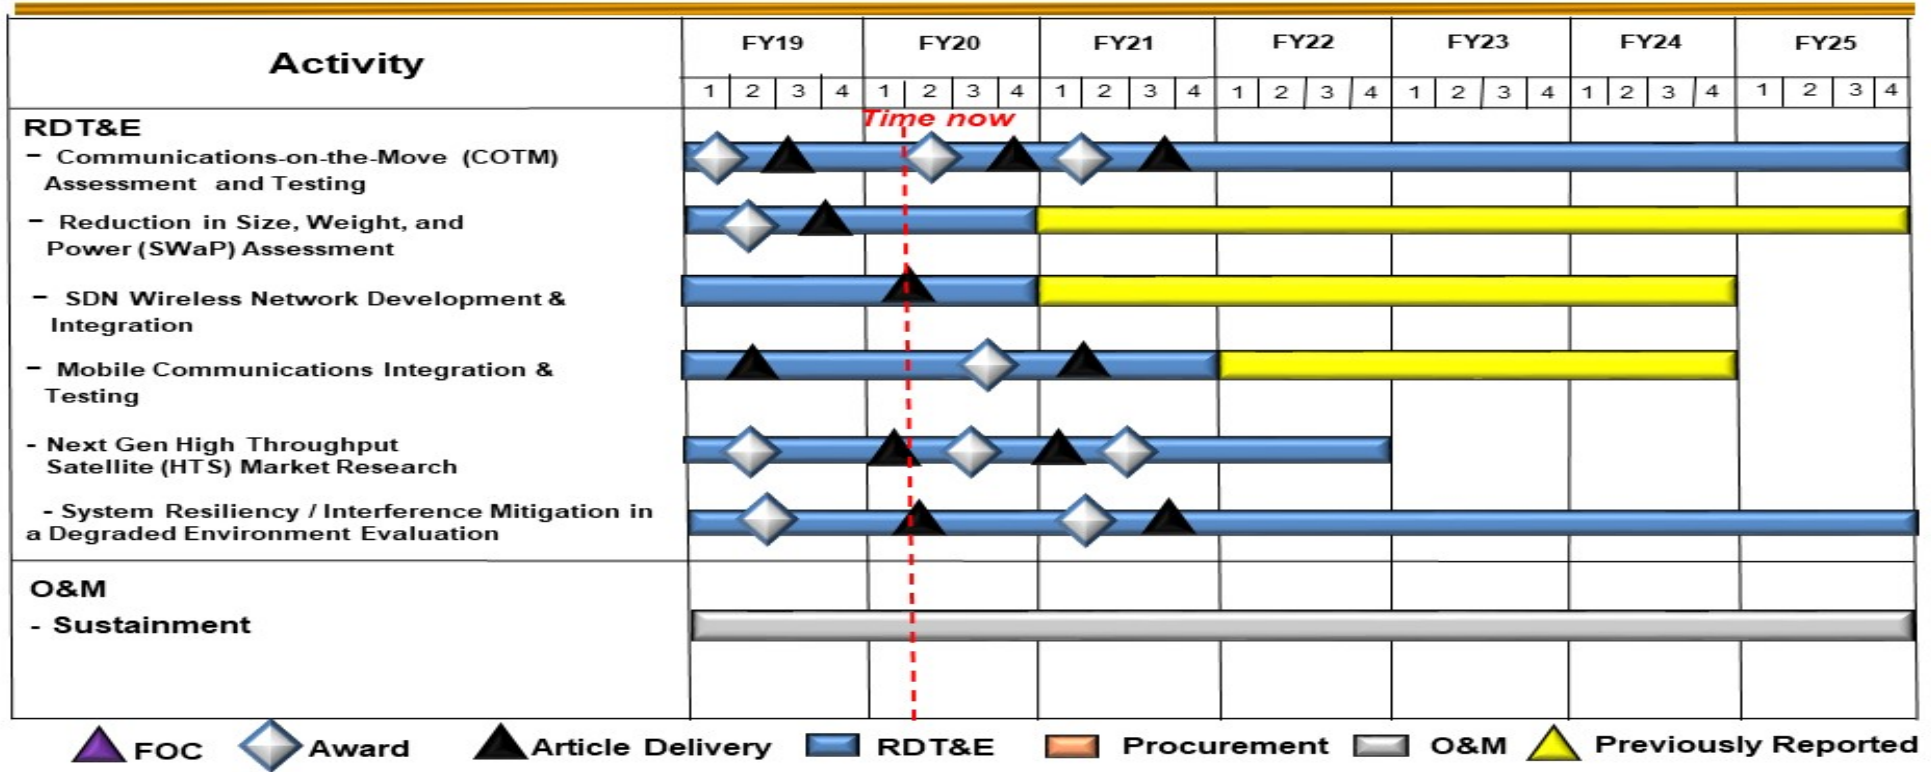 Activity
FY19 FY20 FY21 FY22 FY23 FY24 FY25
1 2 3 4 1 2 3 4 1 2 3 4 1 2 3 4 1 2 3 4 1 2 3 4 1 2 3 4
Time now
RDT&E
– Communications-on-the-Move (COTM)
Assessment and Testing
– Reduction in Size, Weight, and
Power (SWaP) Assessment
– SDN Wireless Network Development &
Integration
– Mobile Communications Integration &
Testing
- Next Gen High Throughput
Satellite (HTS) Market Research
- System Resiliency / Interference Mitigation in
a Degraded Environment Evaluation
O&M
- Sustainment
FOC Award Article Delivery RDT&E Procurement O&M Previously Reported